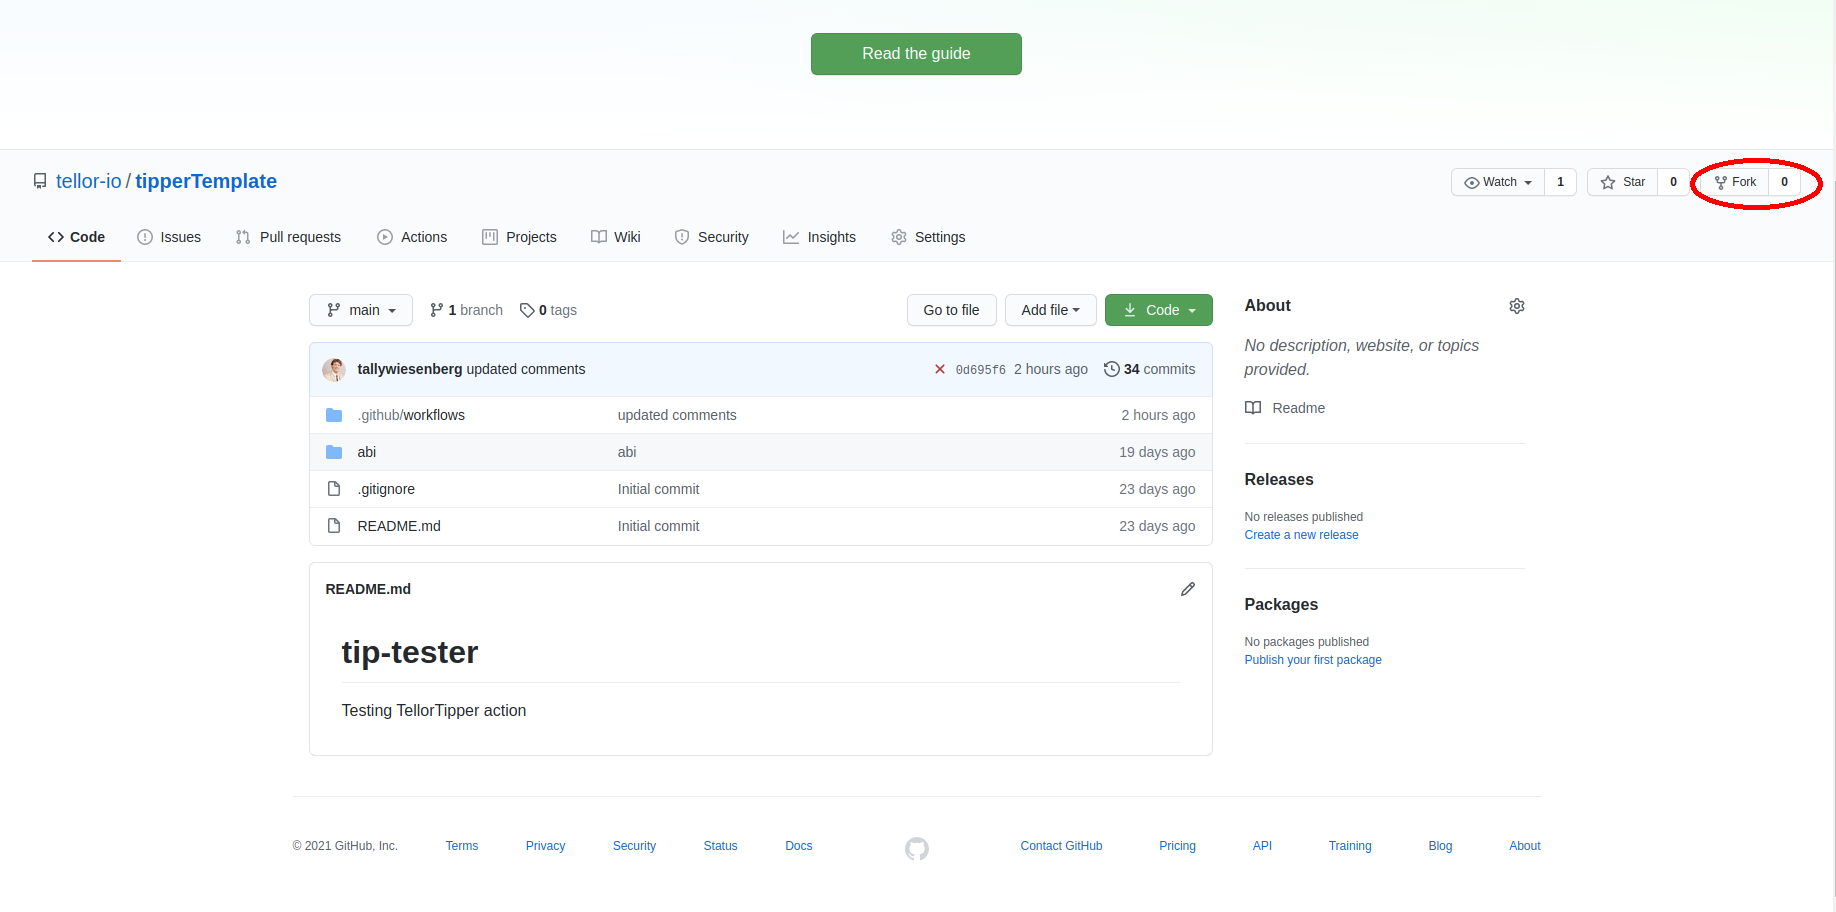 Read the guide
tellor-io / tipperTemplate
Watch 1 Star 0 Fork 0
Code Issues Pull requests Actions Projects Wiki Security Insights Settings
main 1 branch 0 tags Go to file Add file Code
tallywiesenberg updated comments 0d695f6 2 hours ago 34 commits
.github/workflows updated comments 2 hours ago
abi abi 19 days ago
.gitignore Initial commit 23 days ago
README.md Initial commit 23 days ago
README.md
tip-tester
Testing TellorTipper action
About
No description, website, or topics
provided.
Readme
Releases
No releases published
Create a new release
Packages
No packages published
Publish your first package
© 2021 GitHub, Inc. Terms Privacy Security Status Docs Contact GitHub Pricing API Training Blog About